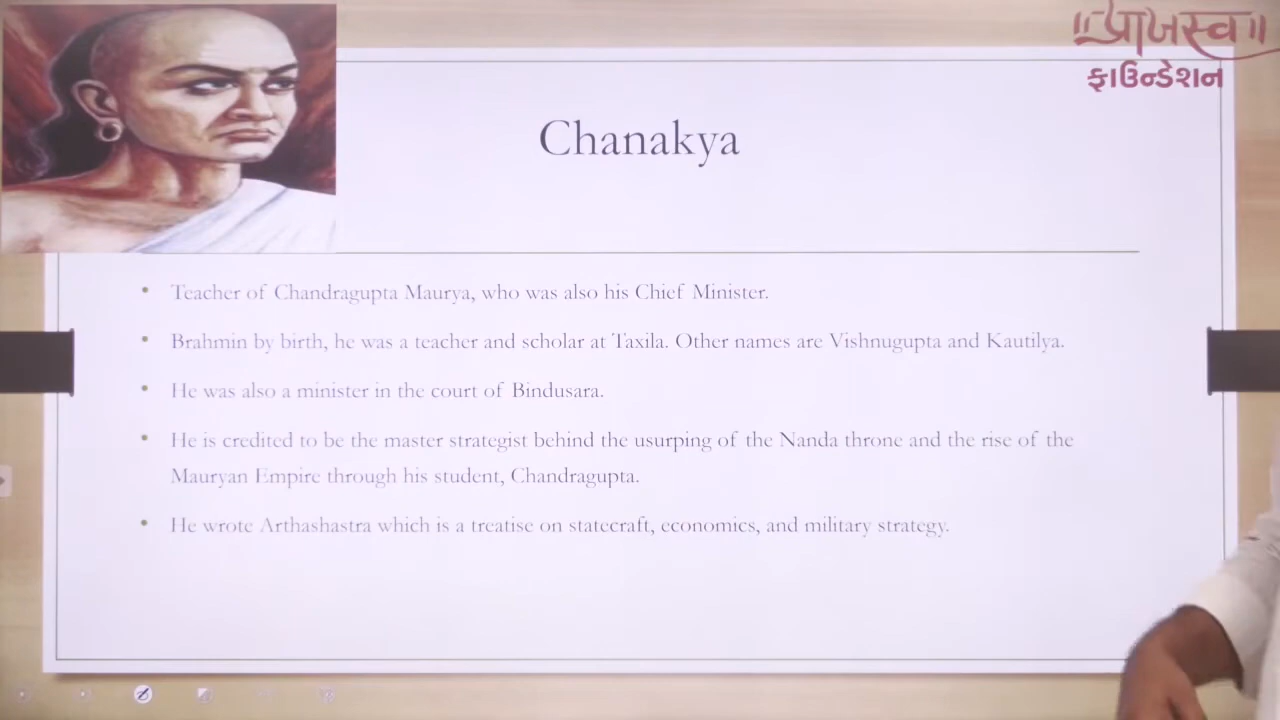 ॥પ્રાજસ્વ॥
ફાઉન્ડેશન
Chanakya
• Teacher of Chandragupta Maurya, who was also his Chief Minister.
• Brahmin by birth, he was a teacher and scholar at Taxila. Other names are Vishnugupta and Kautilya.
• He was also a minister in the court of Bindusara.
• He is credited to be the master strategist behind the usurping of the Nanda throne and the rise of the
Mauryan Empire through his student, Chandragupta.
• He wrote Arthashastra which is a treatise on statecraft, economics, and military strategy.